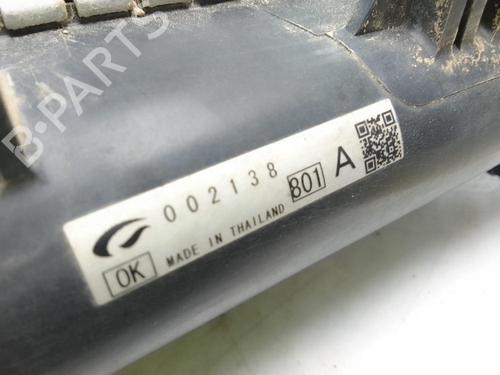 B-PARTS
002138 801 A
OK MADE IN THAILAND